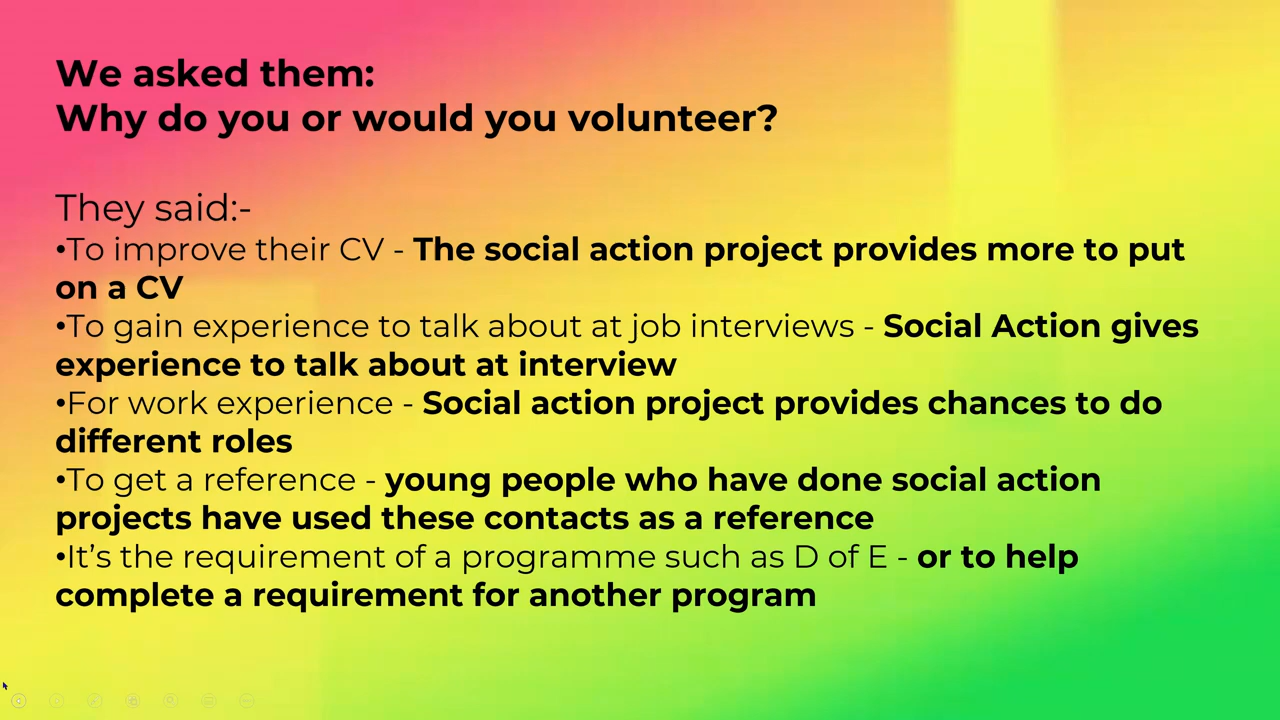 We asked them:
Why do you or would you volunteer?
They said:-
•To improve their CV - The social action project provides more to put
on a CV
•To gain experience to talk about at job interviews - Social Action gives
experience to talk about at interview
•For work experience - Social action project provides chances to do
different roles
•To get a reference - young people who have done social action
projects have used these contacts as a reference
•It’s the requirement of a programme such as D of E - or to help
complete a requirement for another program